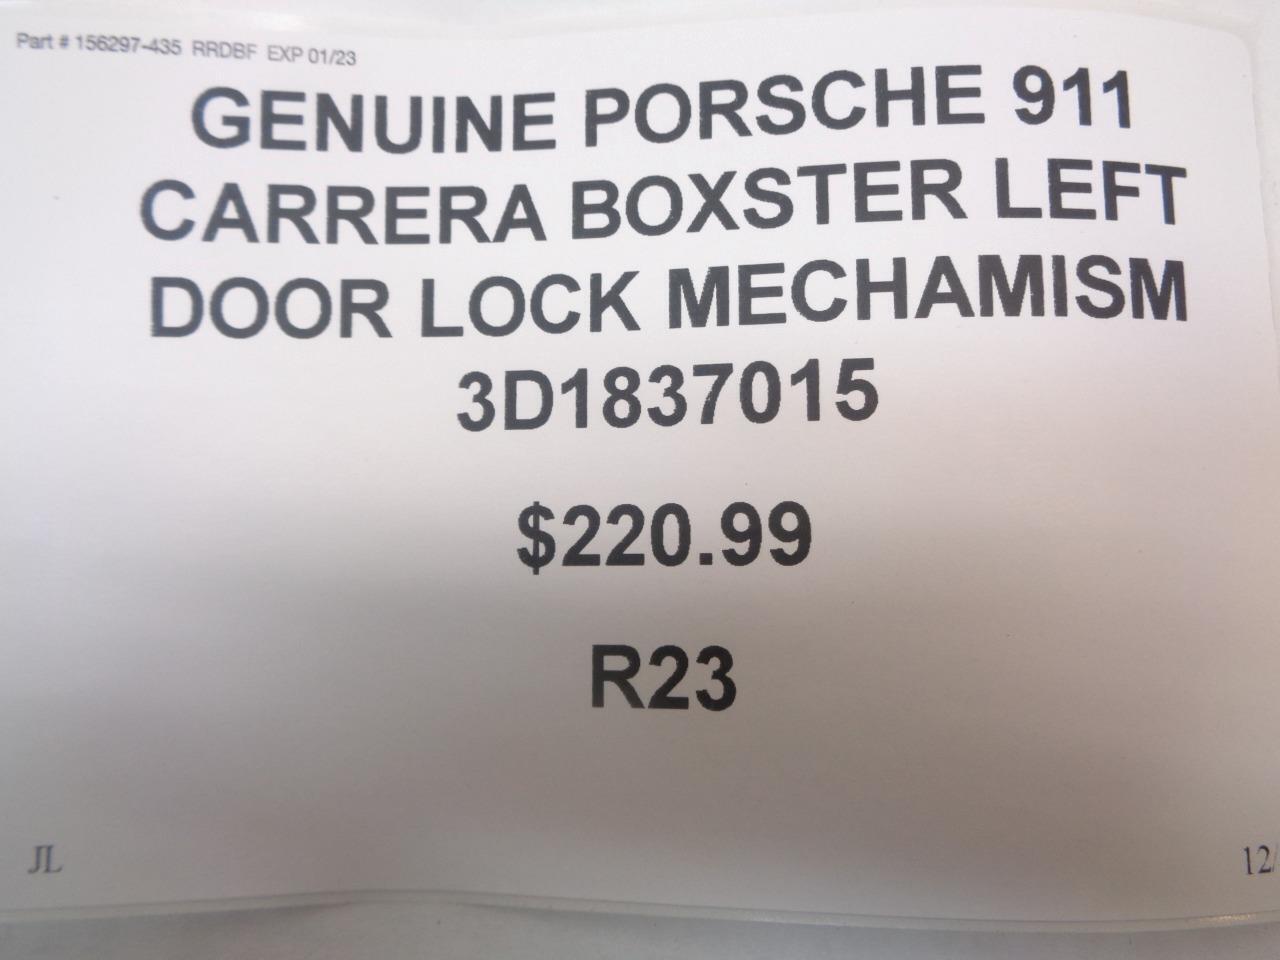 Part # 156297-435 RRDBF EXP 01/23
GENUINE PORSCHE 911
CARRERA BOXSTER LEFT
DOOR LOCK MECHAMISM
3D1837015
$220.99
R23
JL 12/